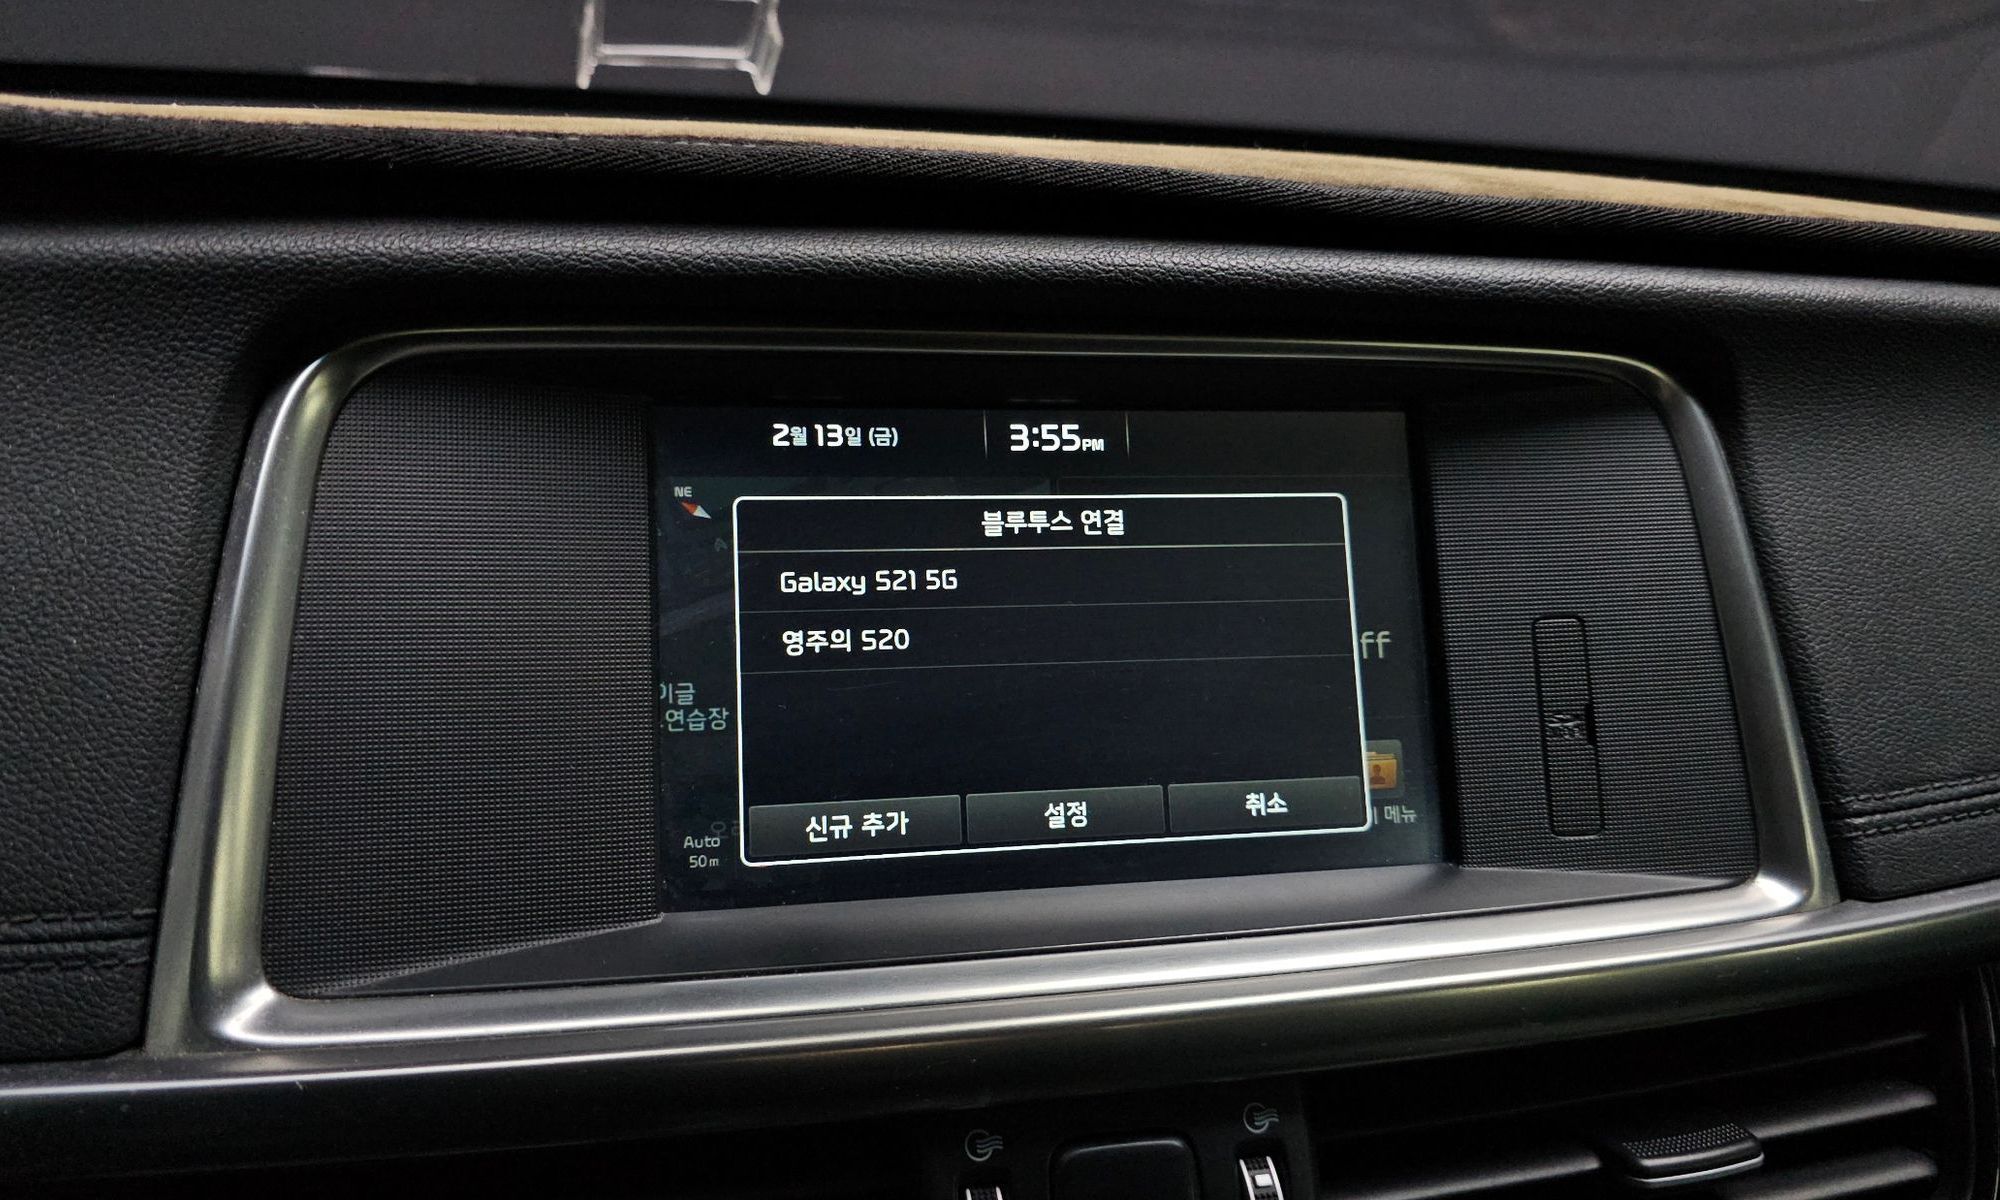 2월 13일 (금)
3:55PM
NE
블루투스 연결
Galaxy S21 5G
영주의 S20
ff
이글
연습장
신규 추가
설정
취소
메뉴
Auto
50m